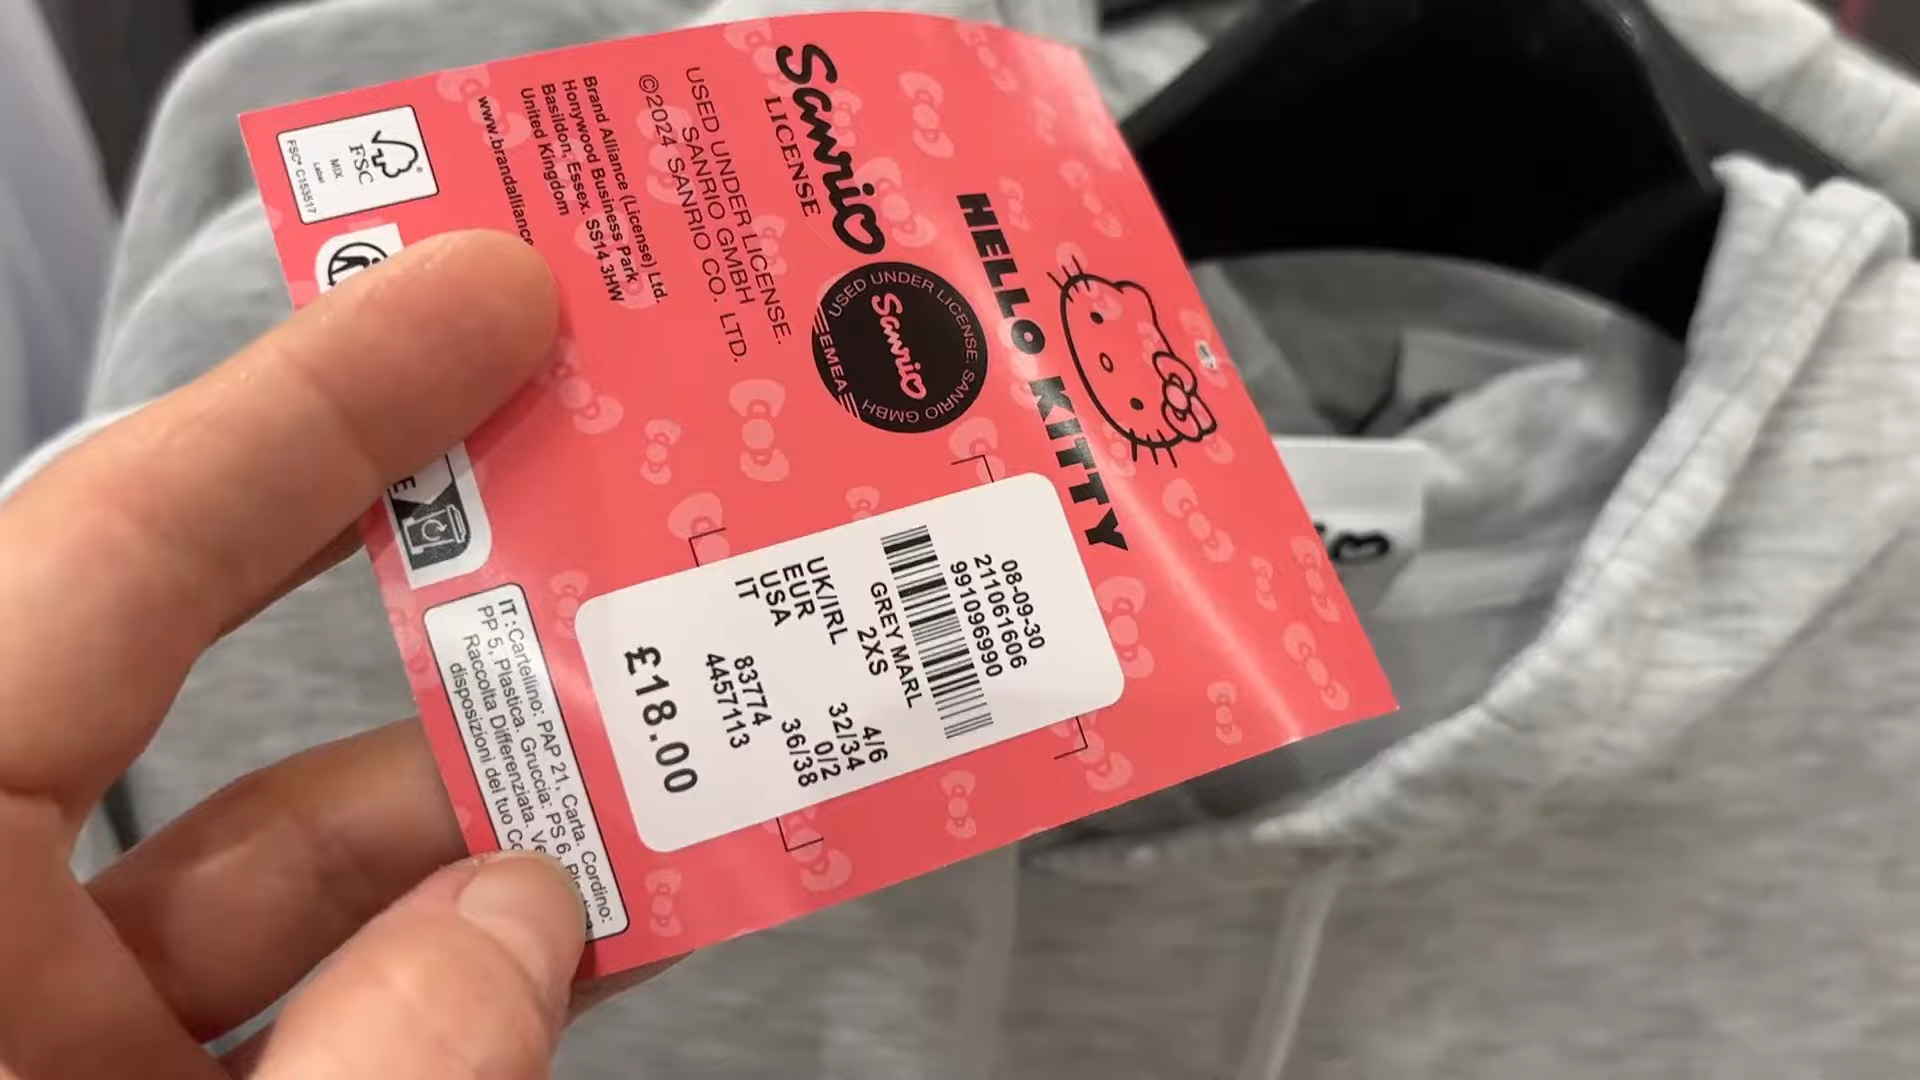 HELLO KITTY
Sanrio
LICENSE
USED UNDER LICENSE, SANRIO GMBH
Sanrio
EMEA
USED UNDER LICENSE.
SANRIO GMBH
©2024 SANRIO CO. LTD.
Brand Alliance (License) Ltd.
Honywood Business Park
Basildon, Essex. SS14 3HW
United Kingdom
www.brandalliance
FSC
®
MIX
Label
FSC® C153517
08-09-30
211061606
991096990
GREY MARL
2XS
UK/IRL 4/6
EUR 32/34
USA 0/2
IT 36/38
83774
4457113
£18.00
IT: Cartellino: PAP 21, Carta. Cordino:
PP 5, Plastica. Gruccia: PS 6,
Raccolta Differenziata.
disposizioni del tuo